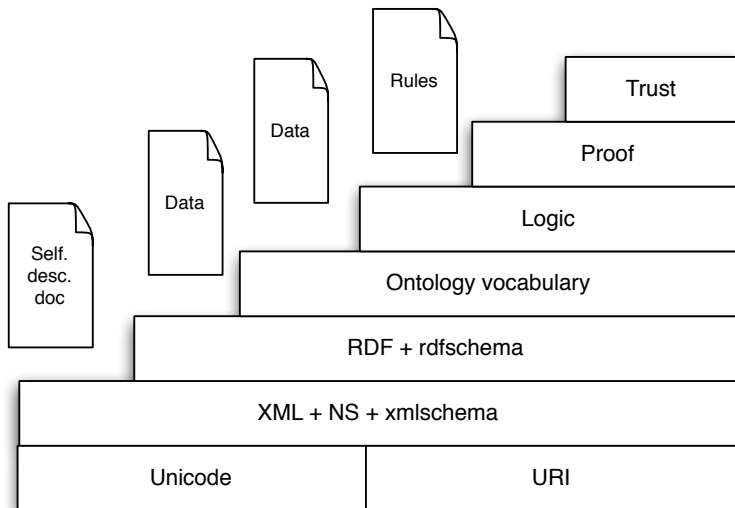 Rules
Trust
Data
Proof
Data
Logic
Self.
desc.
doc
Ontology vocabulary
RDF + rdfschema
XML + NS + xmlschema
Unicode
URI